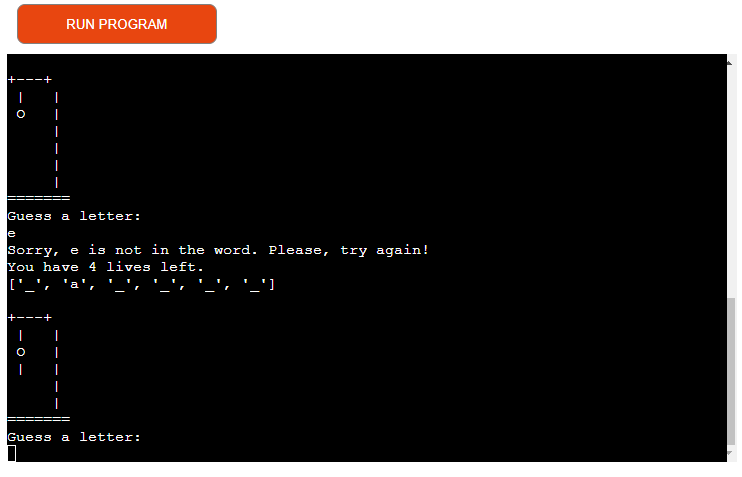 RUN PROGRAM
+---+
 |   |
 O   |
     |
     |
     |
     |
=======
Guess a letter:
e
Sorry, e is not in the word. Please, try again!
You have 4 lives left.
['_', 'a', '_', '_', '_', '_']
+---+
 |   |
 O   |
 |   |
     |
     |
=======
Guess a letter: